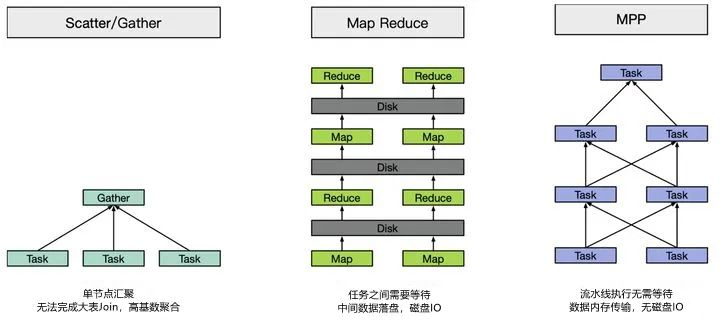 Scatter/Gather
Map Reduce
MPP
Gather
Task
Task
Task
单节点汇聚
无法完成大表Join，高基数聚合
Reduce
Reduce
Disk
Map
Map
Disk
Reduce
Reduce
Disk
Map
Map
任务之间需要等待
中间数据落盘，磁盘IO
Task
Task
Task
Task
Task
Task
Task
流水线执行无需等待
数据内存传输，无磁盘IO